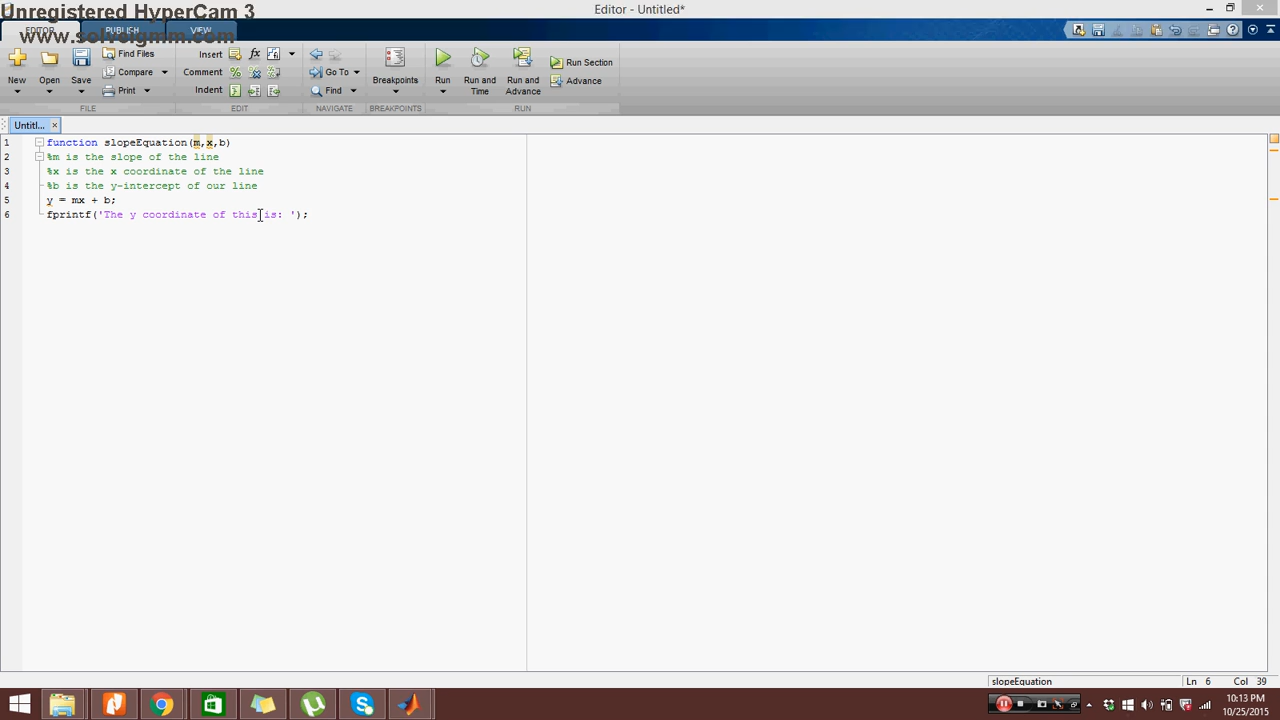 Unregistered HyperCam 3
Editor - Untitled*
EDITOR PUBLISH VIEW
www.solveigmm.com
New Open Save
Find Files
Compare
Print
FILE
Insert fx
Comment
Indent
EDIT
Go To
Find
NAVIGATE
Breakpoints
BREAKPOINTS
Run
Run and Time
Run and Advance
Run Section
Advance
RUN
Untitl... ×
1 function slopeEquation(m,x,b)
2 %m is the slope of the line
3 %x is the x coordinate of the line
4 %b is the y-intercept of our line
5 y = mx + b;
6 fprintf('The y coordinate of this is: ');
slopeEquation Ln 6 Col 39
10:13 PM
10/25/2015